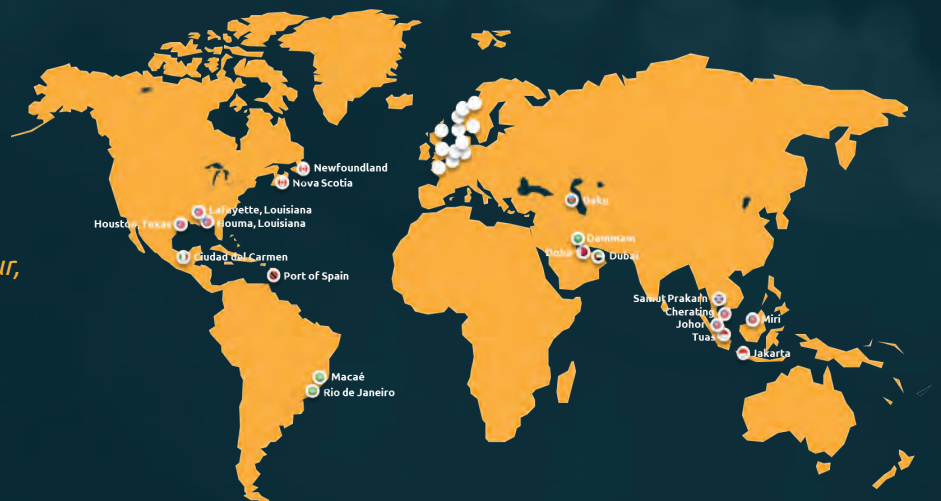 Newfoundland
Nova Scotia
Lafayette, Louisiana
Houston, Texas
Houma, Louisiana
Ciudad del Carmen
Port of Spain
Macaé
Rio de Janeiro
Baku
Dammam
Doha
Dubai
Samut Prakarn
Cherating
Johor
Miri
Tuas
Jakarta
ur,